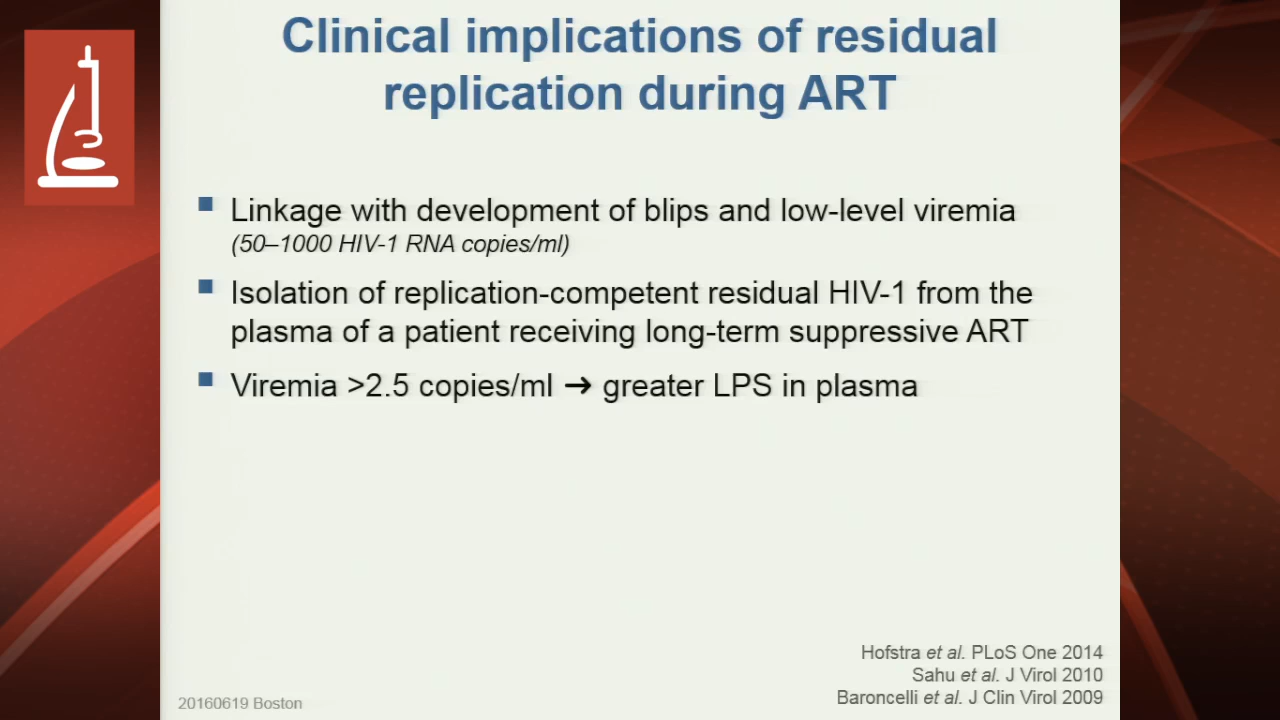 Clinical implications of residual
replication during ART
Linkage with development of blips and low-level viremia
(50–1000 HIV-1 RNA copies/ml)
Isolation of replication-competent residual HIV-1 from the
plasma of a patient receiving long-term suppressive ART
Viremia >2.5 copies/ml ➔ greater LPS in plasma
Hofstra et al. PLoS One 2014
Sahu et al. J Virol 2010
Baroncelli et al. J Clin Virol 2009
20160619 Boston